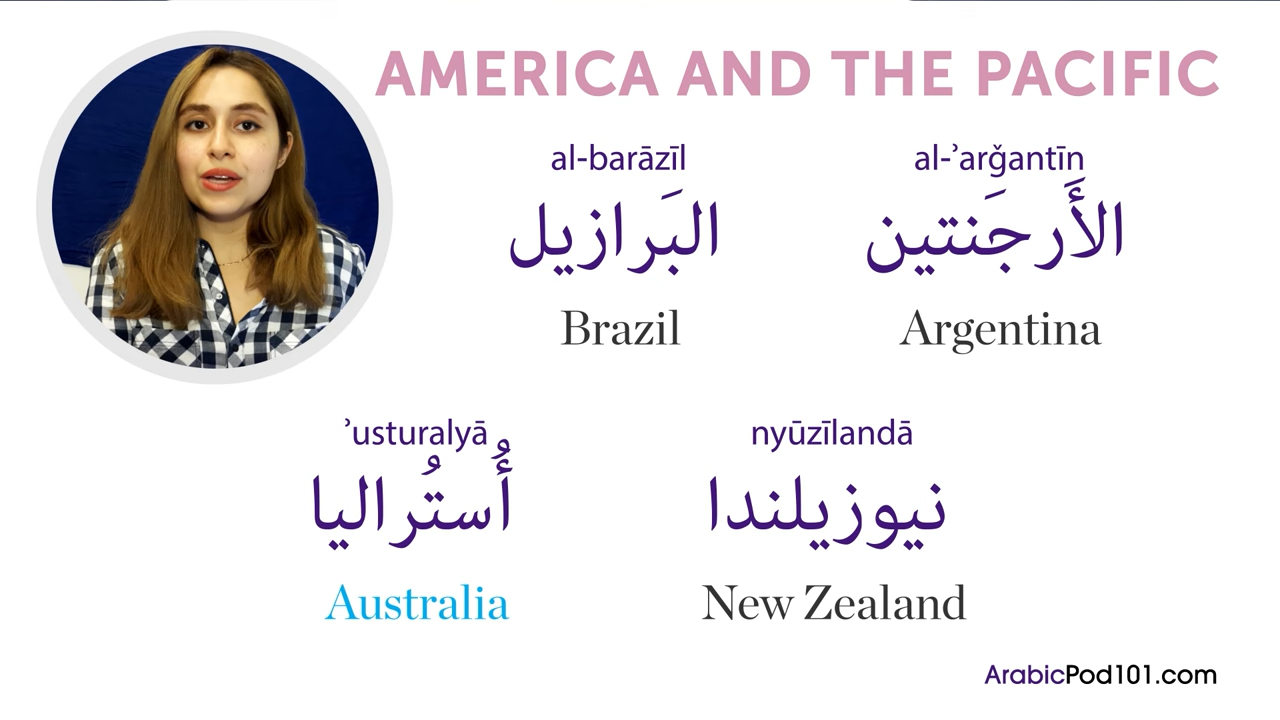 AMERICA AND THE PACIFIC
al-barāzīl
البَرازيل
Brazil
al-ʾarǧantīn
الأَرجَنتين
Argentina
ʾusturalyā
أُستُراليا
Australia
nyūzīlandā
نيوزيلندا
New Zealand
ArabicPod101.com